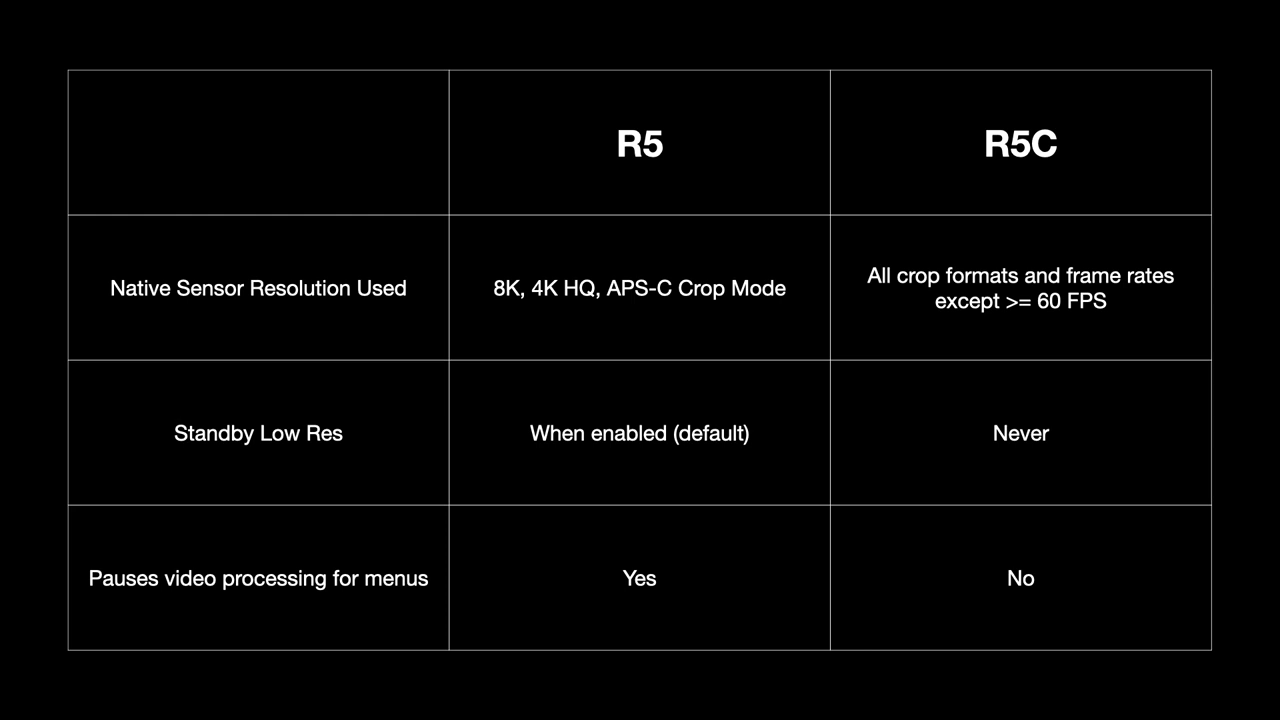 R5
R5C
Native Sensor Resolution Used
8K, 4K HQ, APS-C Crop Mode
All crop formats and frame rates
except >= 60 FPS
Standby Low Res
When enabled (default)
Never
Pauses video processing for menus
Yes
No